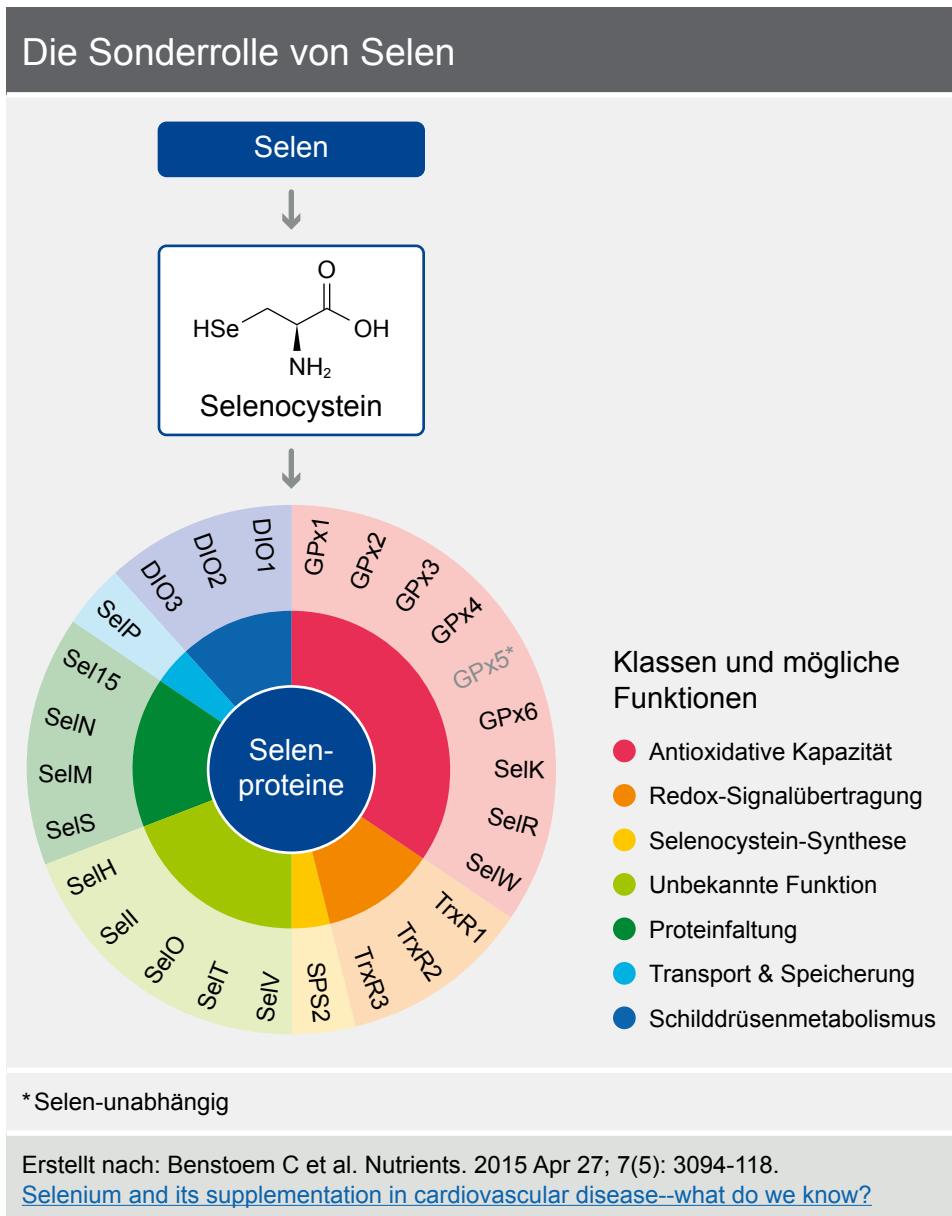 Die Sonderrolle von Selen
Selen
O
HSe
OH
NH₂
Selenocystein
GPx1
GPx2
GPx3
GPx4
GPx5*
GPx6
SelK
SelR
SelW
TrxR1
TrxR2
TrxR3
SPS2
SelV
SelT
SelO
SelI
SelH
SelS
SelM
SelN
Sel15
SelP
DIO3
DIO2
DIO1
Selen-
proteine
Klassen und mögliche
Funktionen
Antioxidative Kapazität
Redox-Signalübertragung
Selenocystein-Synthese
Unbekannte Funktion
Proteinfaltung
Transport & Speicherung
Schilddrüsenmetabolismus
*Selen-unabhängig
Erstellt nach: Benstoem C et al. Nutrients. 2015 Apr 27; 7(5): 3094-118.
Selenium and its supplementation in cardiovascular disease--what do we know?